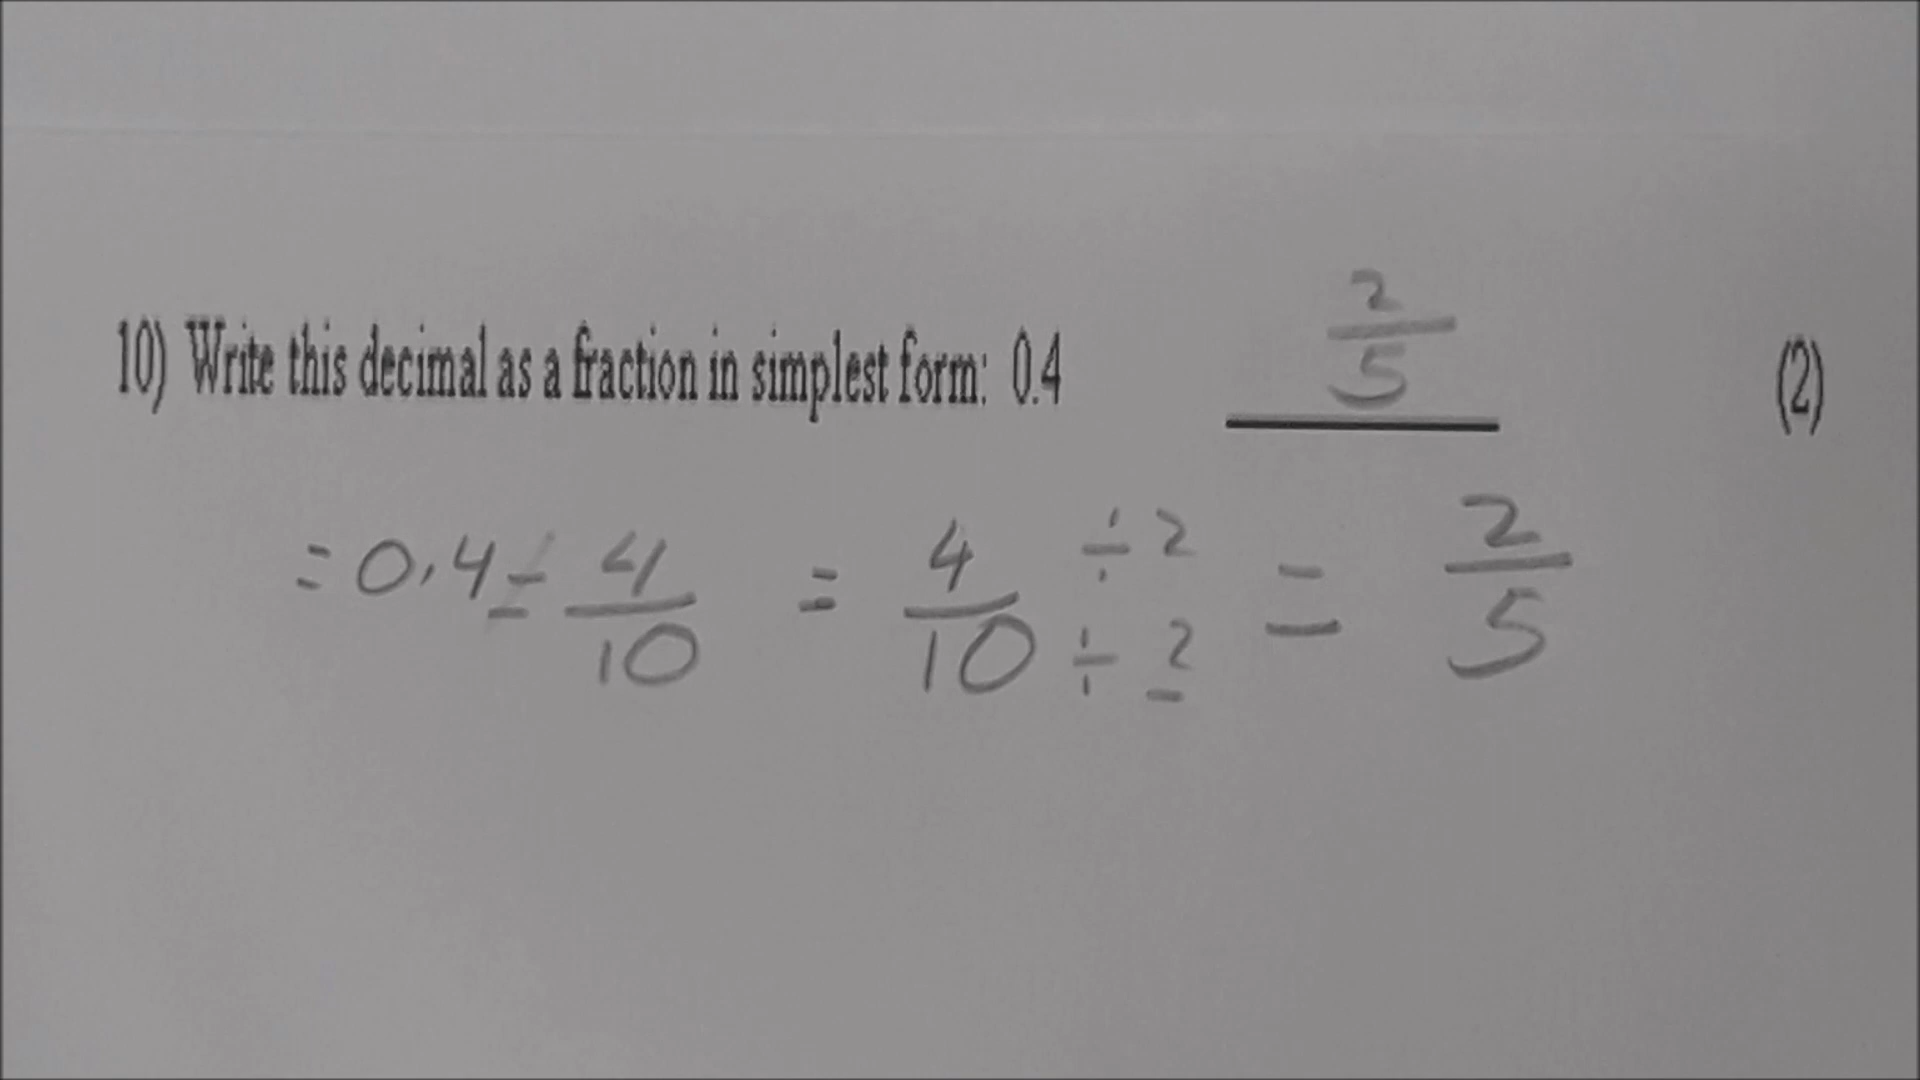 10) Write this decimal as a fraction in simplest form: 0.4 2/5 (2)
= 0.4 = 4/10 = 4/10 ÷ 2/÷ 2 = 2/5